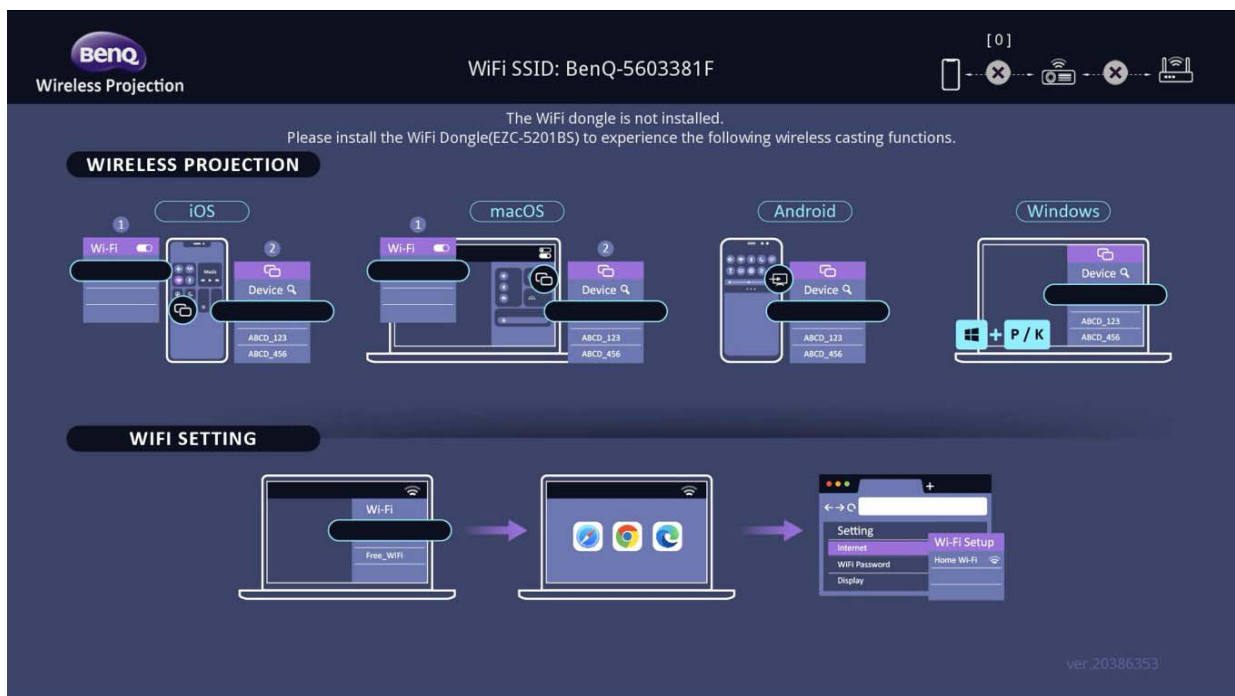 BenQ
Wireless Projection
WiFi SSID: BenQ-5603381F
[0]
The WiFi dongle is not installed.
Please install the WiFi Dongle(EZC-5201BS) to experience the following wireless casting functions.
WIRELESS PROJECTION
iOS
1
Wi-Fi
Music
2
Device
ABCD_123
ABCD_456
macOS
1
Wi-Fi
2
Device
ABCD_123
ABCD_456
Android
Device
ABCD_123
ABCD_456
Windows
Device
ABCD_123
ABCD_456
+ P / K
WIFI SETTING
Wi-Fi
Free_WIFI
Setting
Internet
WiFi Password
Display
Wi-Fi Setup
Home Wi-Fi
ver.20386353